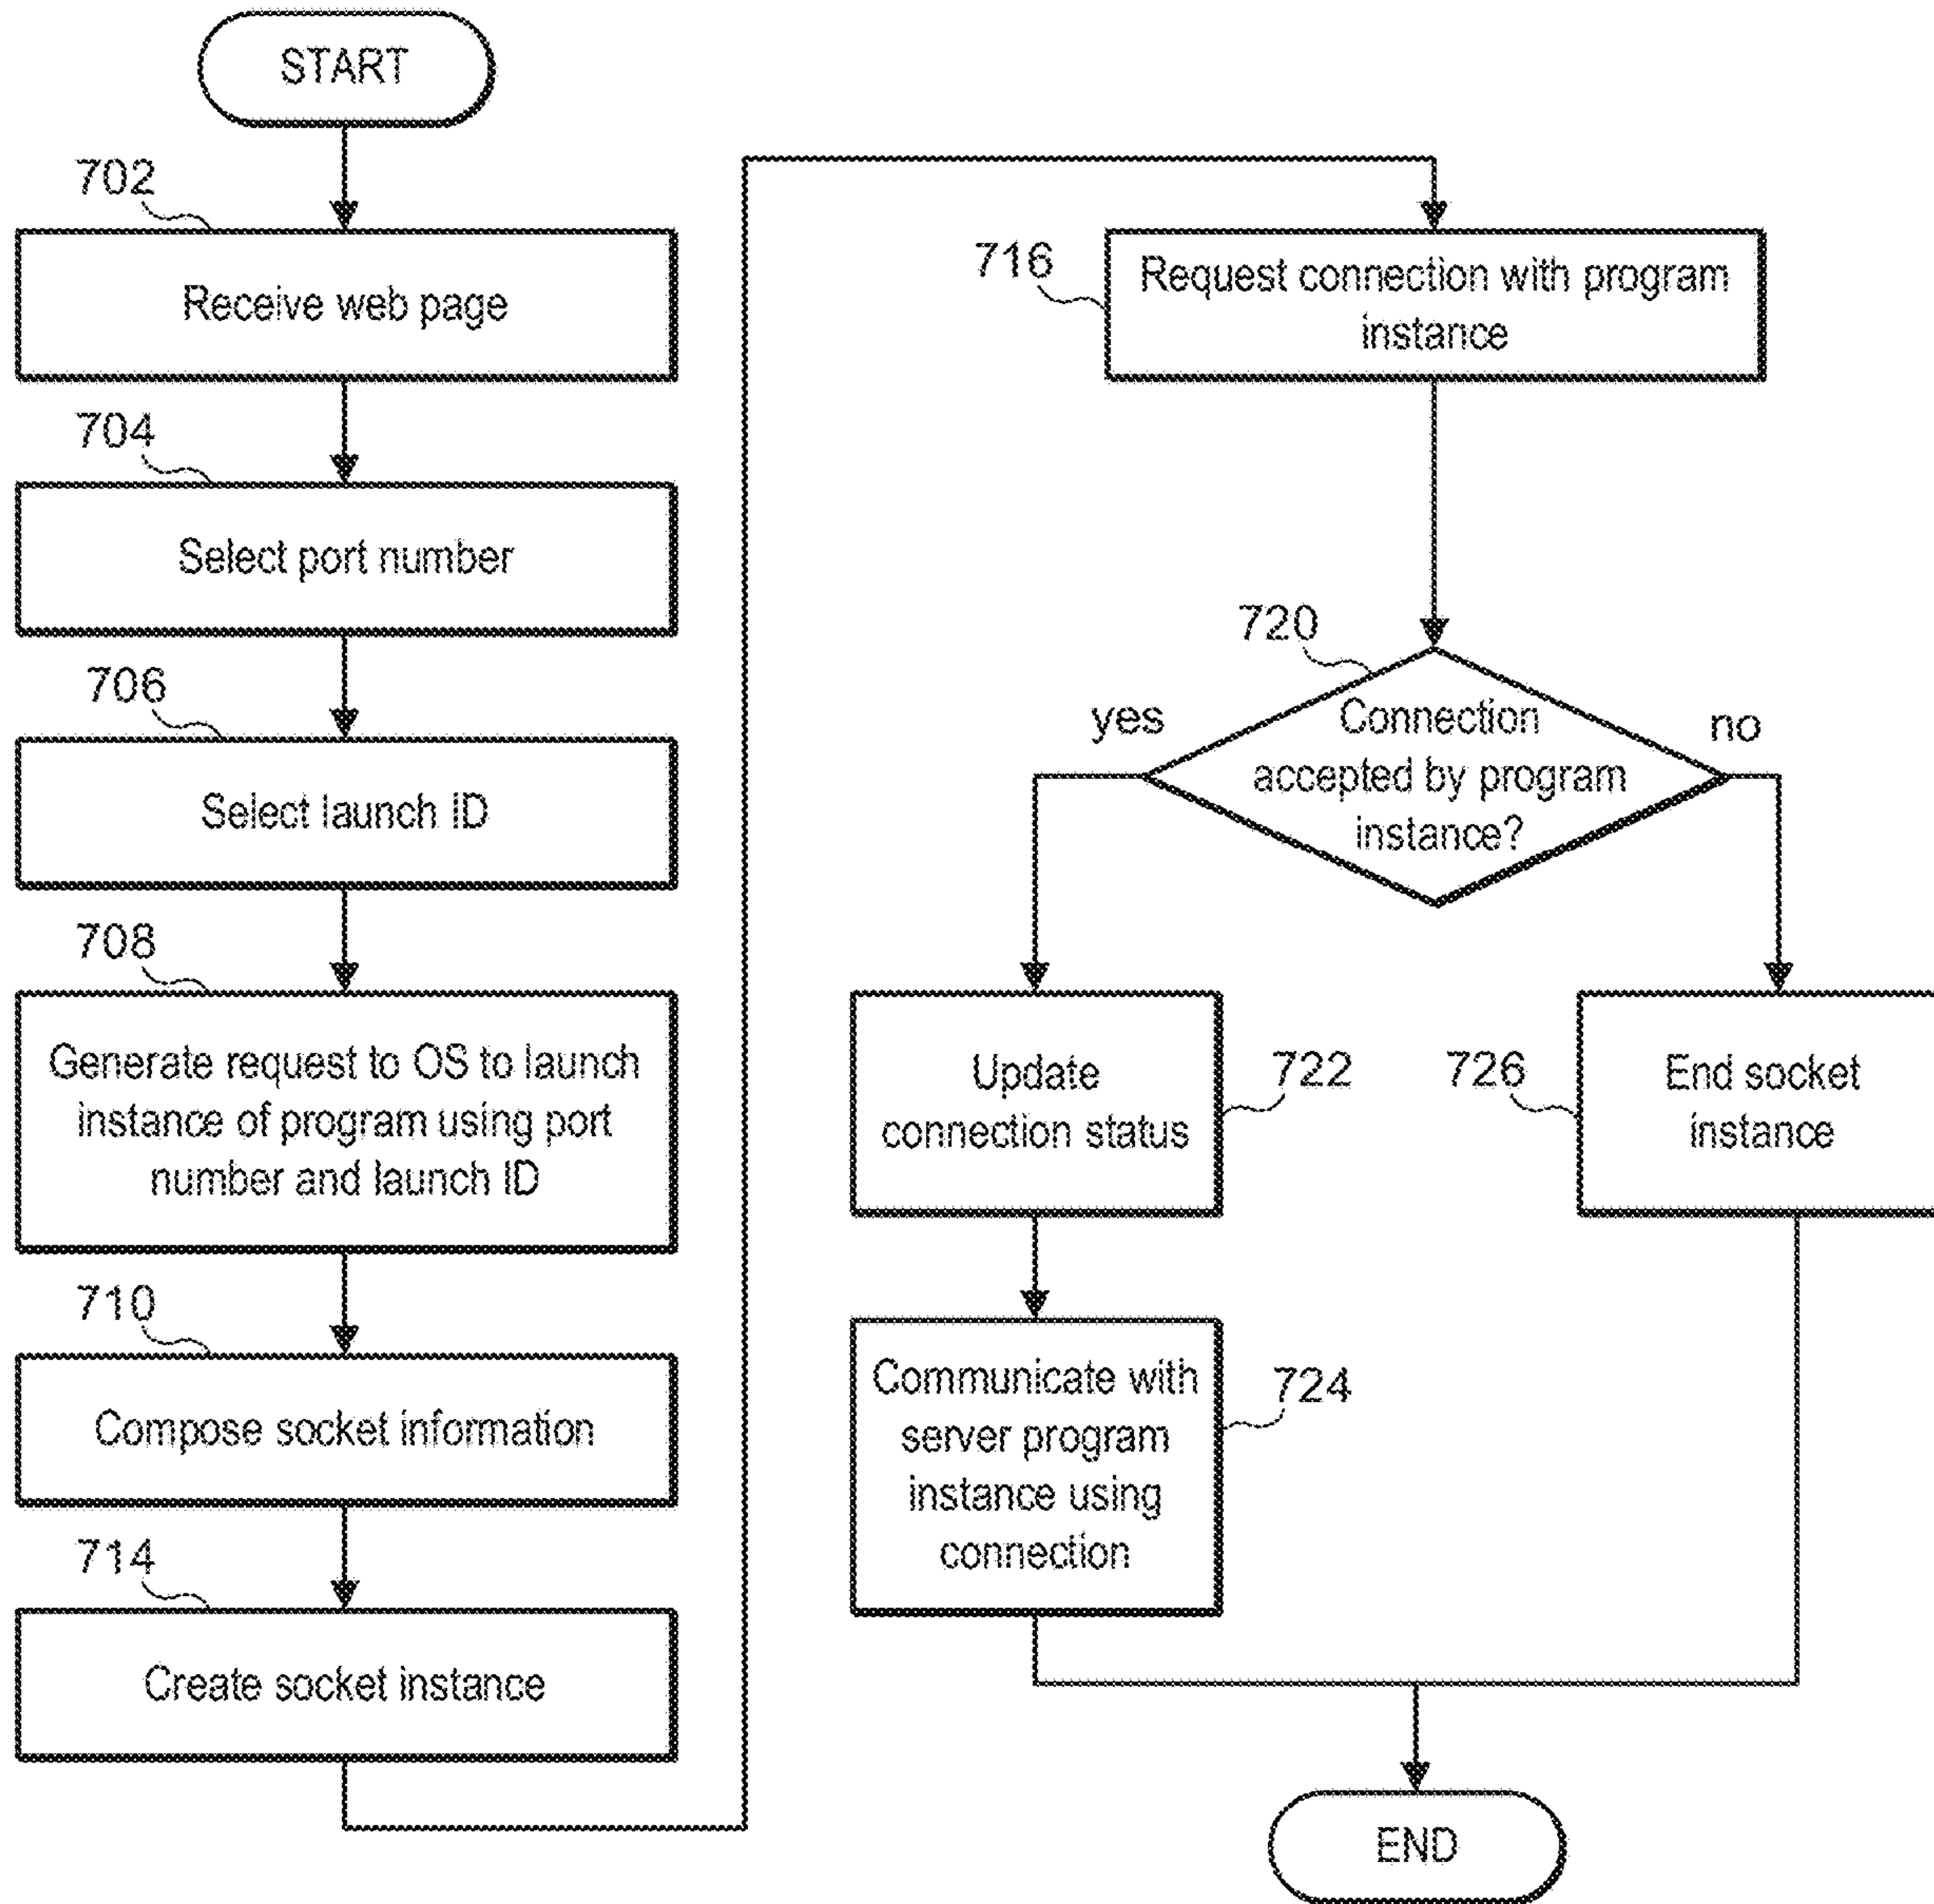 START
702
Receive web page
704
Select port number
706
Select launch ID
708
Generate request to OS to launch
instance of program using port
number and launch ID
710
Compose socket information
714
Create socket instance
716
Request connection with program
instance
720
yes
Connection
accepted by program
instance?
no
Update
connection status
722
726
End socket
instance
Communicate with
server program
instance using
connection
724
END